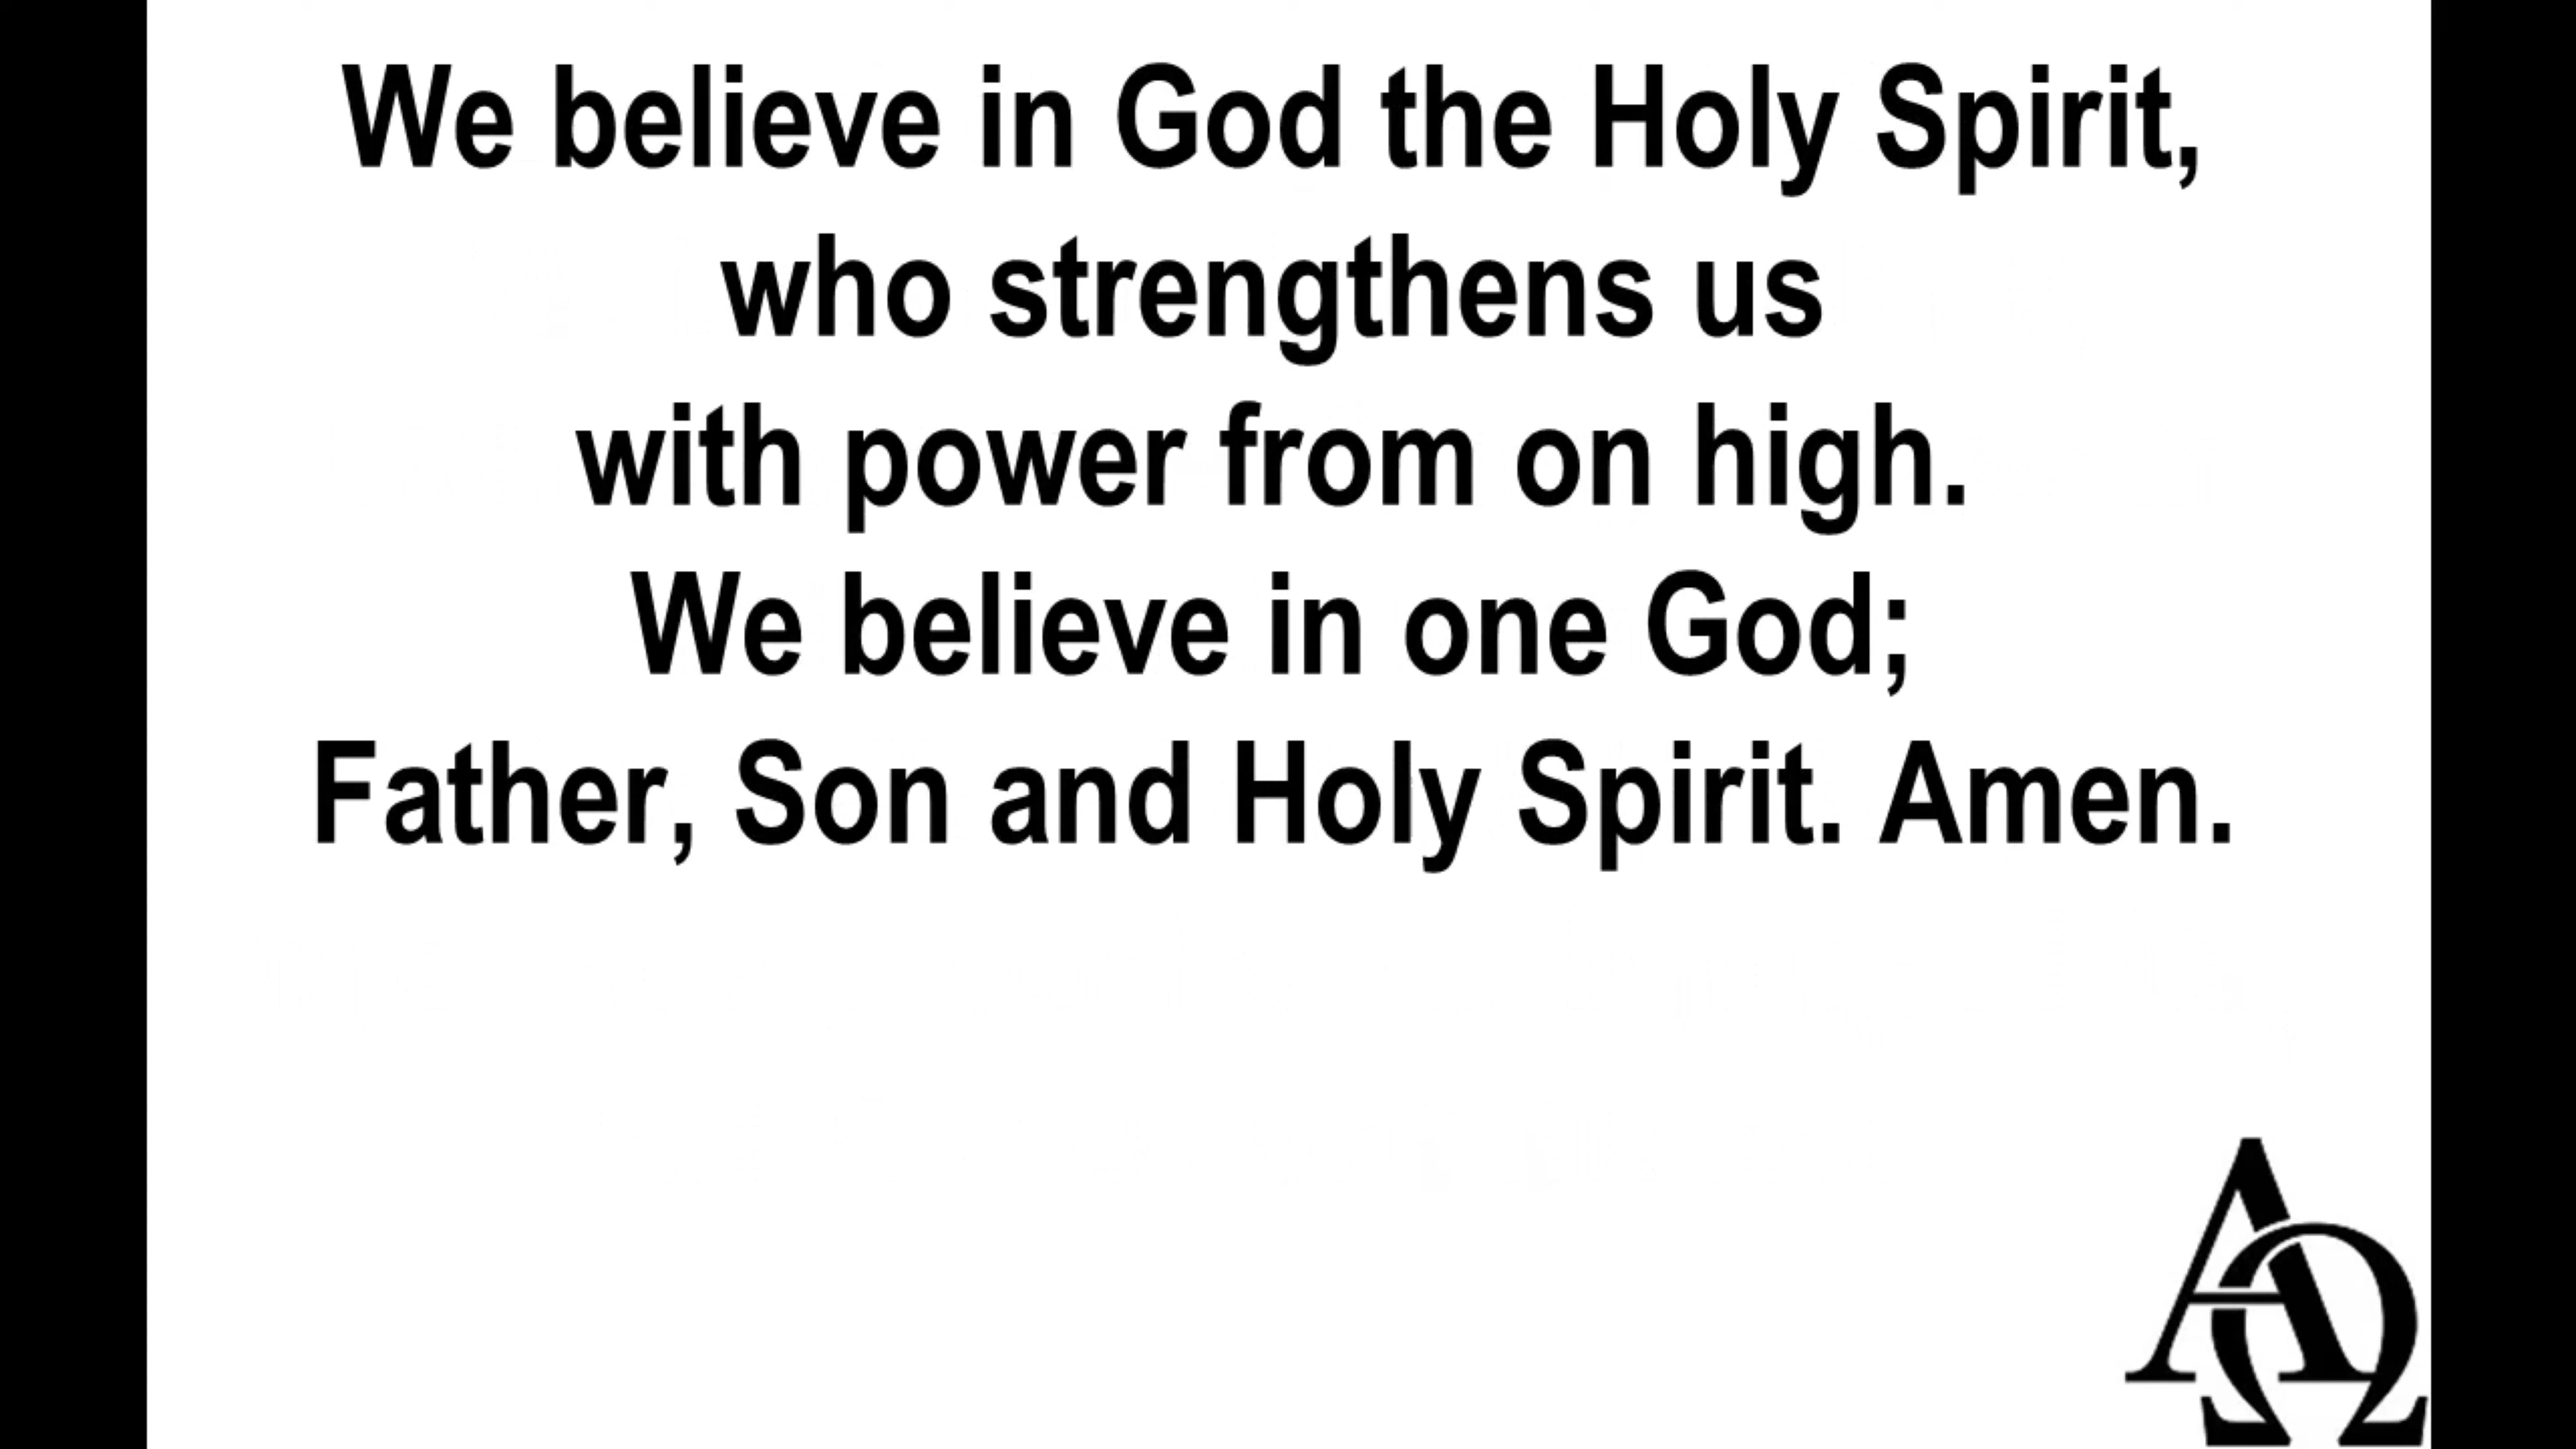 We believe in God the Holy Spirit,
who strengthens us
with power from on high.
We believe in one God;
Father, Son and Holy Spirit. Amen.
ΑΩ